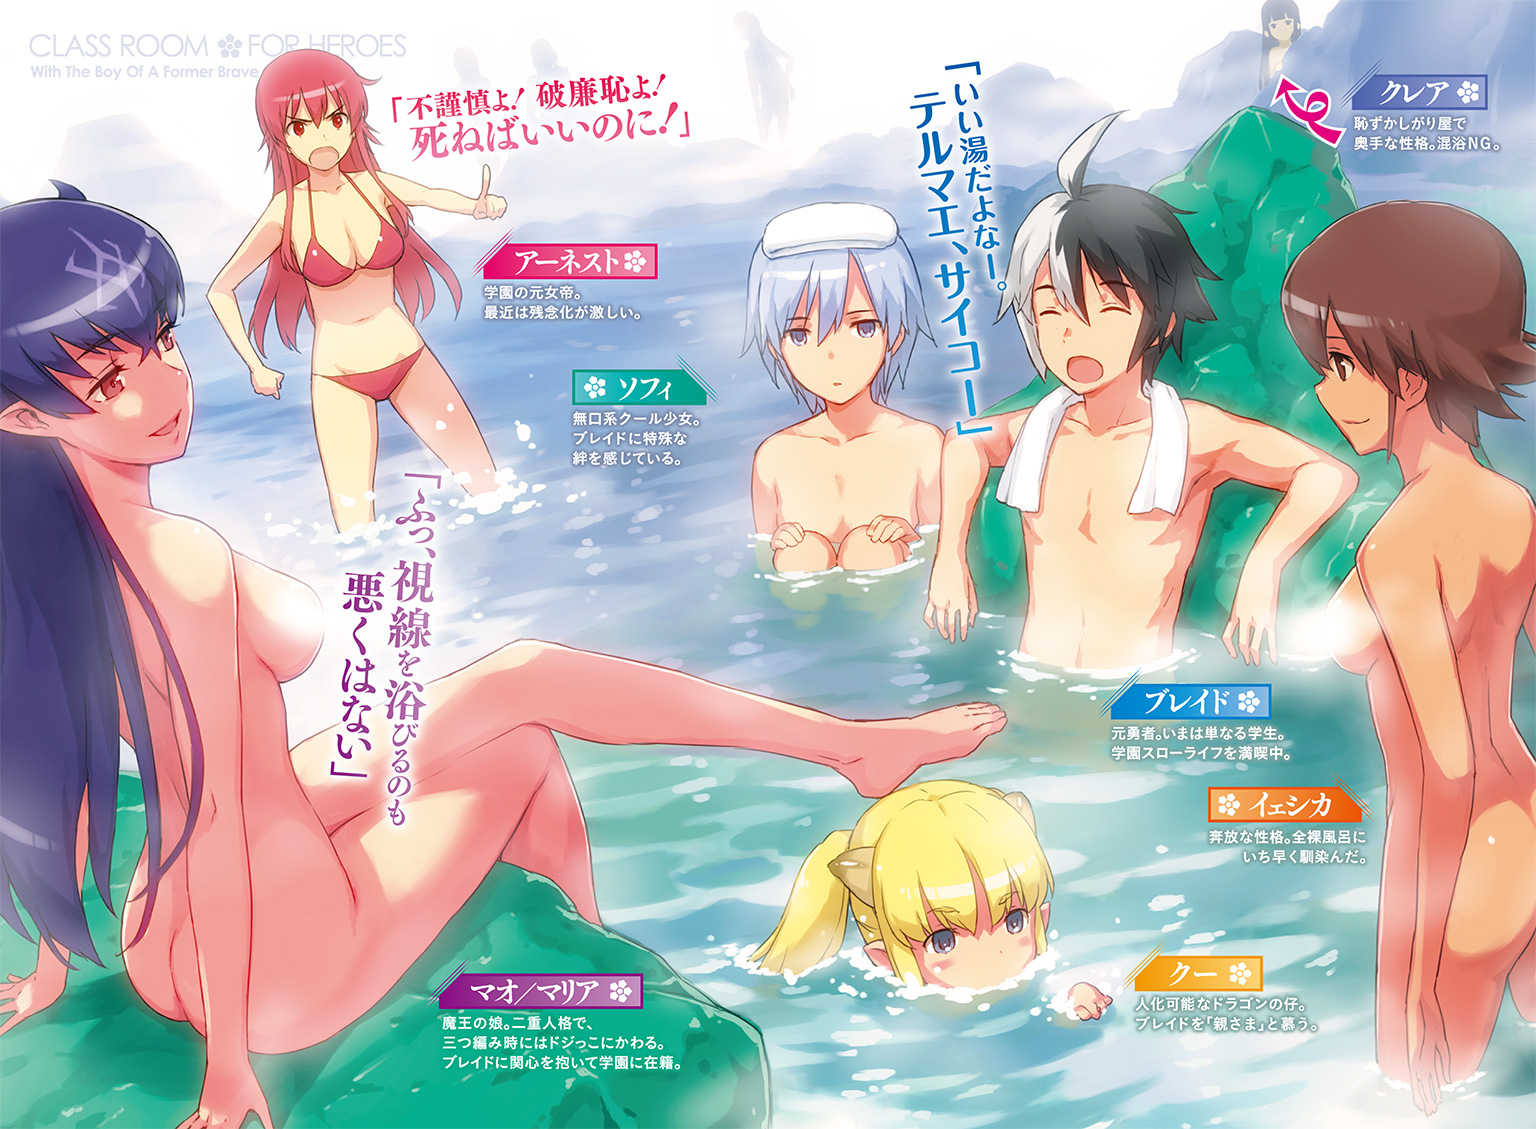 CLASS ROOM FOR HEROES
With The Boy Of A Former Brave
「不謹慎よ！ 破廉恥よ！
死ねばいいのに！」
アーネスト
学園の元女帝。
最近は残念化が激しい。
「いい湯だよなー。
テルマエ、サイコー」
クレア
恥ずかしがり屋で
奥手な性格。混浴NG。
ソフィ
無口系クール少女。
ブレイドに特殊な
絆を感じている。
「ふっ、視線を浴びるのも
悪くはない」
ブレイド
元勇者。いまは単なる学生。
学園スローライフを満喫中。
イェシカ
奔放な性格。全裸風呂に
いち早く馴染んだ。
クー
人化可能なドラゴンの仔。
ブレイドを「親さま」と慕う。
マオ／マリア
魔王の娘。二重人格で、
三つ編み時にはドジっこにかわる。
ブレイドに関心を抱いて学園に在籍。